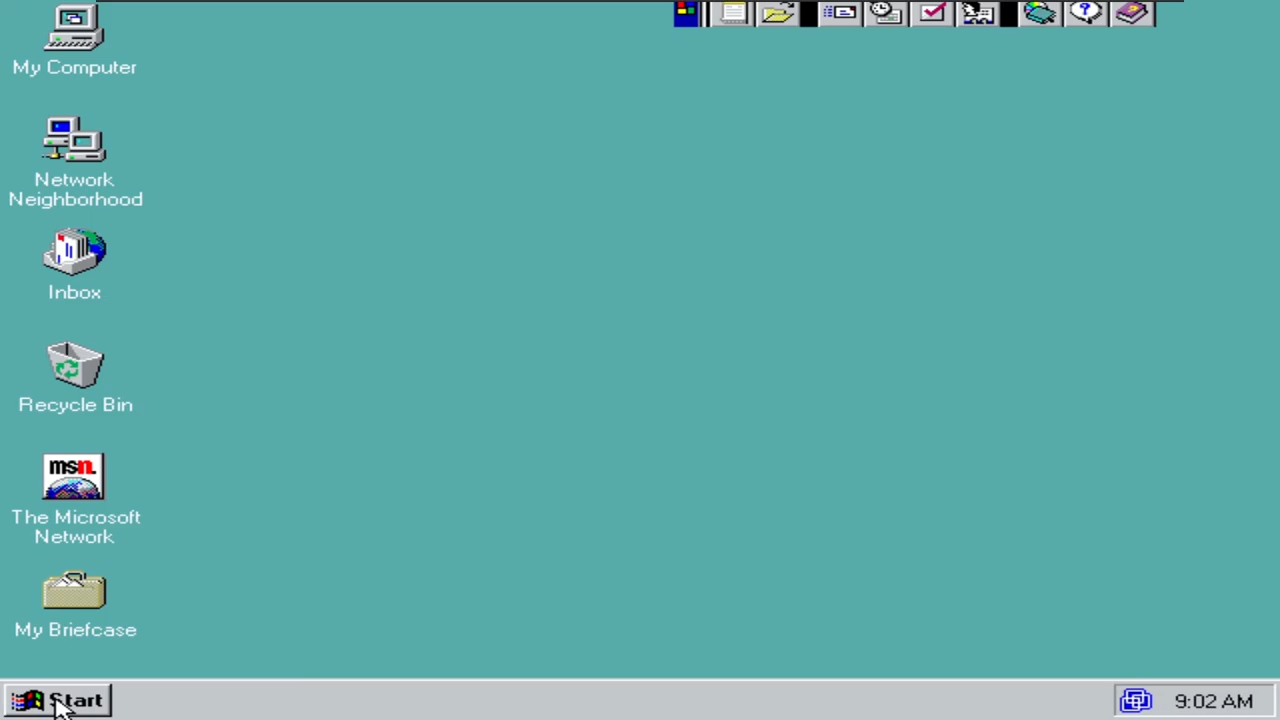 My Computer
Network
Neighborhood
Inbox
Recycle Bin
msn.
The Microsoft
Network
My Briefcase
Start
9:02 AM